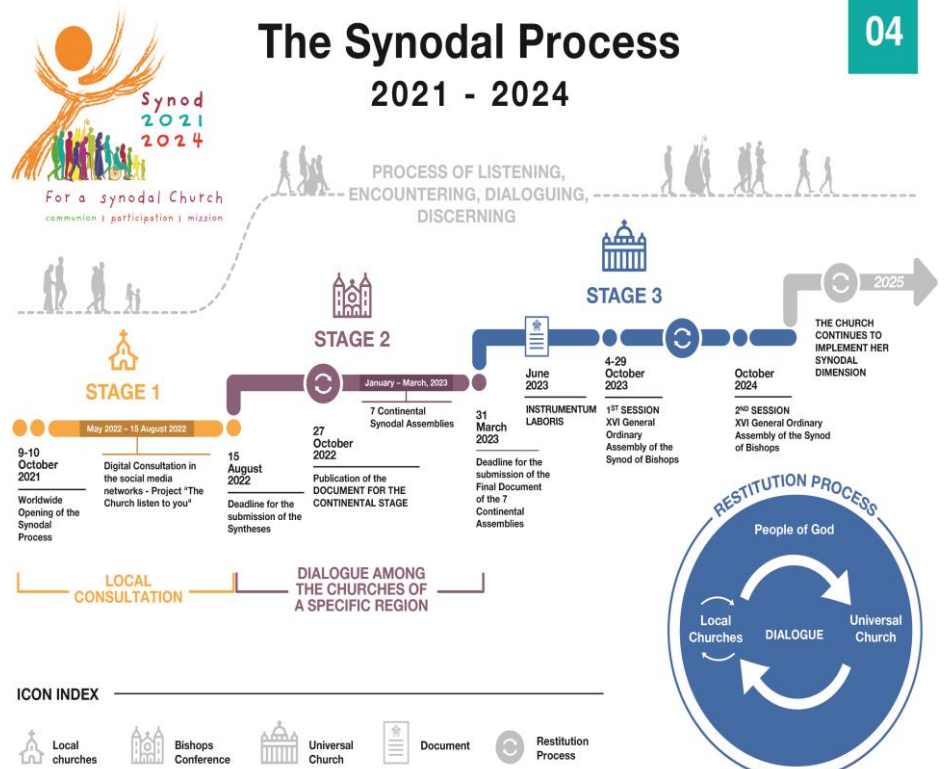 The Synodal Process
2021 - 2024
04
Synod
2021
2024
For a synodal Church
communion | participation | mission
PROCESS OF LISTENING,
ENCOUNTERING, DIALOGUING,
DISCERNING
STAGE 1
May 2022 – 15 August 2022
9-10
October
2021
Worldwide
Opening of the
Synodal
Process
Digital Consultation in
the social media
networks - Project "The
Church listen to you"
STAGE 2
January – March, 2023
15
August
2022
Deadline for the
submission of the
Syntheses
27
October
2022
Publication of the
DOCUMENT FOR THE
CONTINENTAL STAGE
7 Continental
Synodal Assemblies
31
March
2023
Deadline for the
submission of the
Final Document
of the 7
Continental
Assemblies
STAGE 3
June
2023
INSTRUMENTUM
LABORIS
4-29
October
2023
1ST SESSION
XVI General
Ordinary
Assembly of the
Synod of Bishops
October
2024
2ND SESSION
XVI General Ordinary
Assembly of the Synod
of Bishops
2025
THE CHURCH
CONTINUES TO
IMPLEMENT HER
SYNODAL
DIMENSION
LOCAL
CONSULTATION
DIALOGUE AMONG
THE CHURCHES OF
A SPECIFIC REGION
RESTITUTION PROCESS
People of God
Local
Churches
DIALOGUE
Universal
Church
ICON INDEX
Local
churches
Bishops
Conference
Universal
Church
Document
Restitution
Process